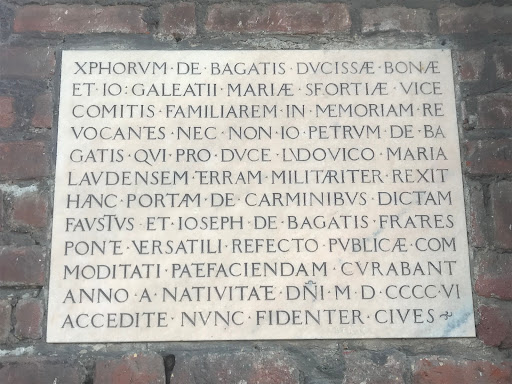 XPHORVM · DE · BAGATIS · DVCISSÆ · BONÆ
ET · IO · GALEATII · MARIÆ · SFORTIÆ · VICE
COMITIS · FAMILIAREM · IN · MEMORIAM · RE
VOCANTES · NEC · NON · IO · PETRVM · DE · BA
GATIS · QVI · PRO · DVCE · LVDOVICO · MARIA
LAVDENSEM · TERRAM · MILITARITER · REXIT
HANC · PORTAM · DE · CARMINIBVS · DICTAM
FAVSTVS · ET · IOSEPH · DE · BAGATIS · FRATRES
PONTE · VERSATILI · REFECTO · PVBLICÆ · COM
MODITATI · PATEFACIENDAM · CVRABANT
ANNO · A · NATIVITATE · DÑI · M · D · CCCC · VI
ACCEDITE · NVNC · FIDENTER · CIVES